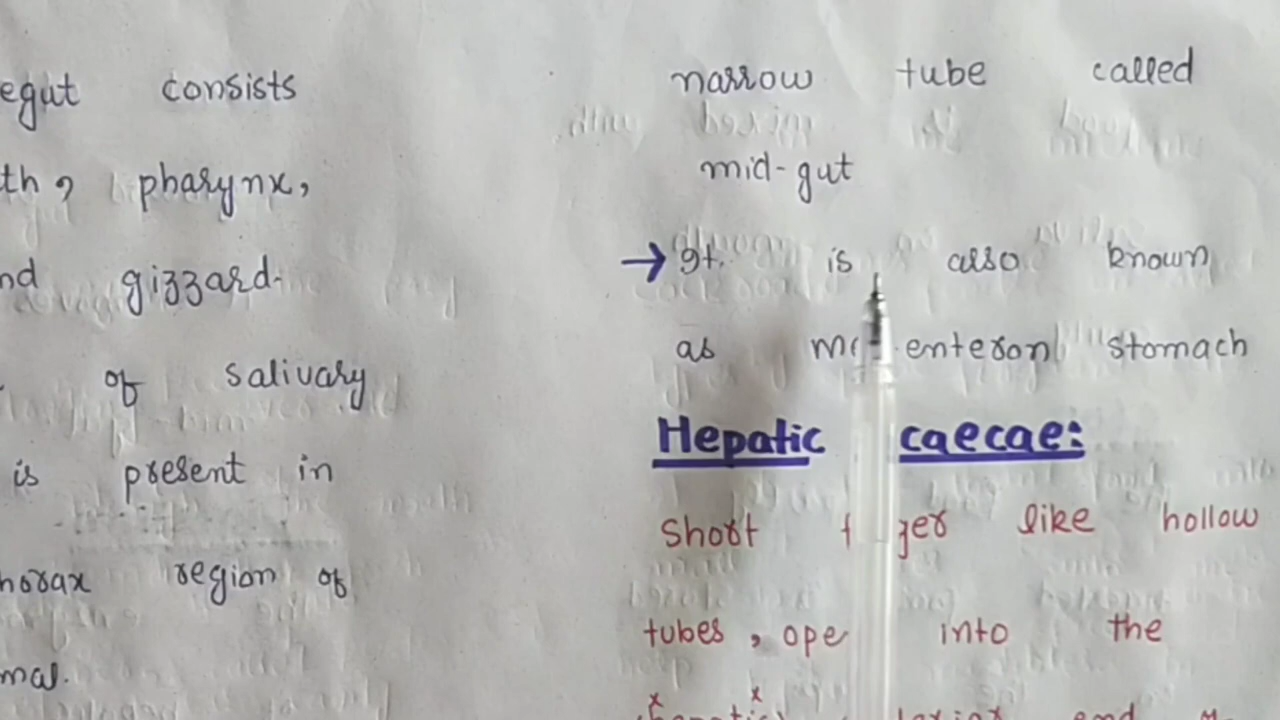 egut consists
th, pharynx,
nd gizzard.
of salivary
is present in
horax region of
mal.
narrow tube called
mid-gut
→ It is also known
as enteron stomach
Hepatic caecae:
Short like hollow
tubes, ope into the